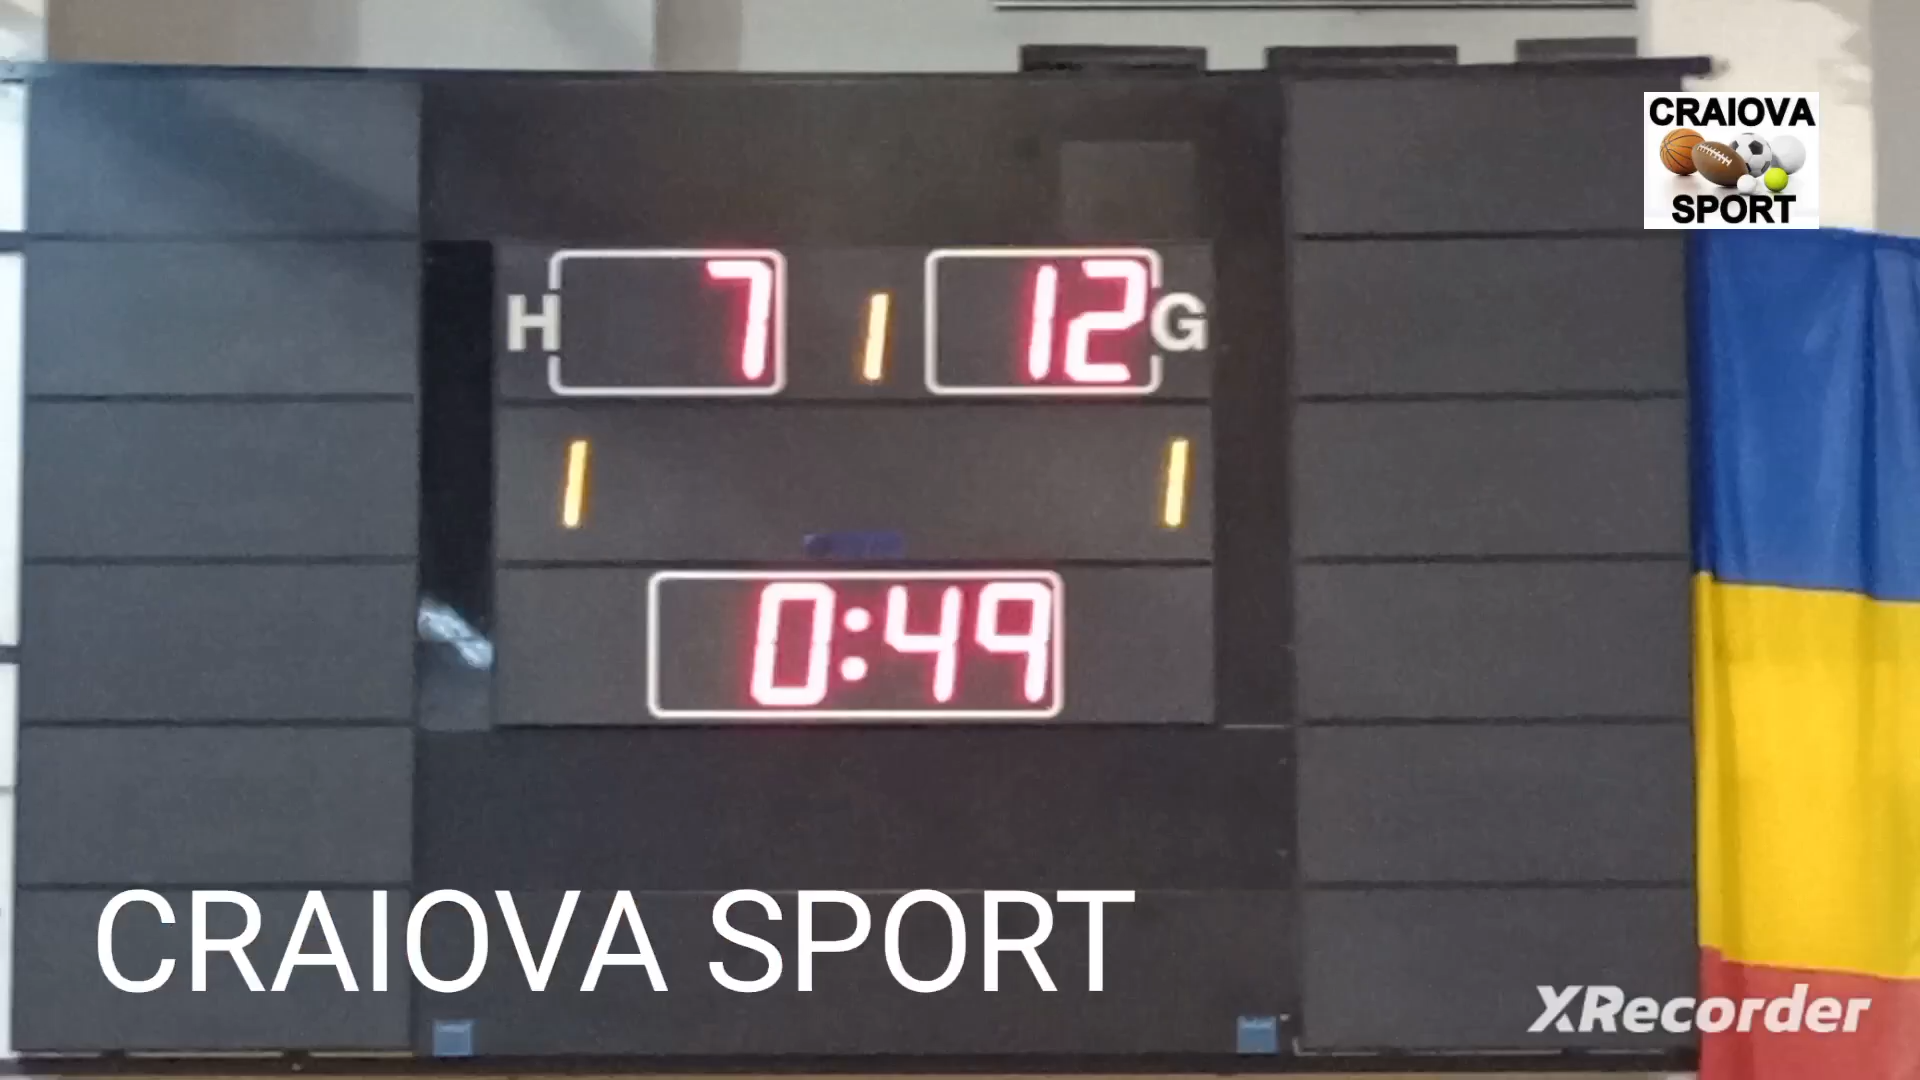 CRAIOVA
SPORT
H 7 1 12 G
1 1
0:49
CRAIOVA SPORT
XRecorder